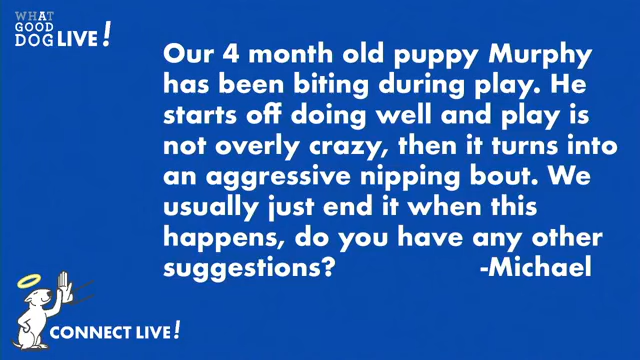 WHAT
GOOD
DOG LIVE!
Our 4 month old puppy Murphy
has been biting during play. He
starts off doing well and play is
not overly crazy, then it turns into
an aggressive nipping bout. We
usually just end it when this
happens, do you have any other
suggestions? -Michael
CONNECT LIVE!